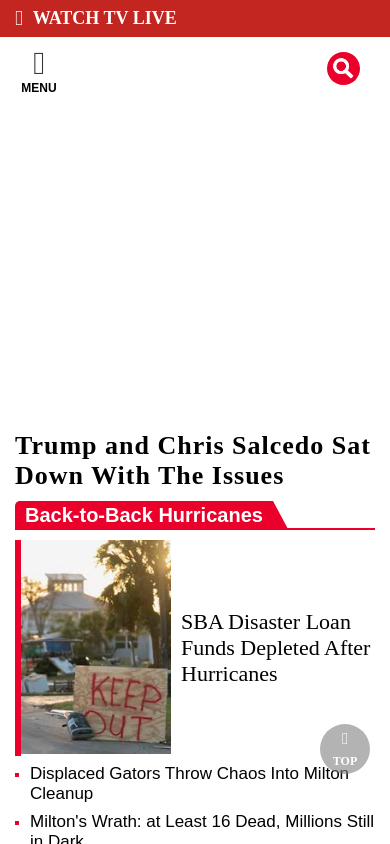 WATCH TV LIVE
MENU
Trump and Chris Salcedo Sat
Down With The Issues
Back-to-Back Hurricanes
KEEP
OUT
SBA Disaster Loan
Funds Depleted After
Hurricanes
TOP
Displaced Gators Throw Chaos Into Milton
Cleanup
Milton's Wrath: at Least 16 Dead, Millions Still
in Dark